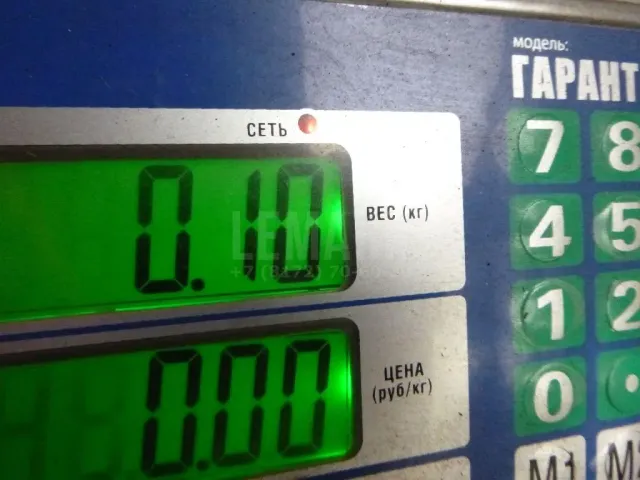 модель:
ГАРАНТ
СЕТЬ
0.10
ВЕС (кг)
7 8
4 5
1 2
0 .
0.00
ЦЕНА
(руб/кг)
М1